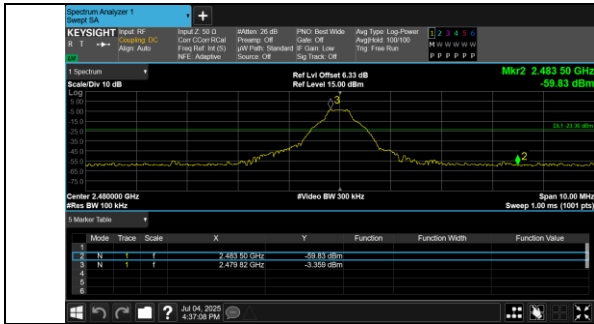 Spectrum Analyzer 1
Swept SA
+
KEYSIGHT Input: RF Input Z: 50 Ω #Atten: 26 dB PNO: Best Wide Avg Type: Log-Power 1 2 3 4 5 6
R T Coupling: DC Corr CCorr RCal Preamp: Off Gate: Off Avg|Hold: 100/100 M W W W W W
Align: Auto Freq Ref: Int (S) µW Path: Standard IF Gain: Low Trig: Free Run
NFE: Adaptive Source: Off Sig Track: Off P P P P P P
1 Spectrum Ref Lvl Offset 6.33 dB Mkr2 2.483 50 GHz
Scale/Div 10 dB Ref Level 15.00 dBm -59.83 dBm
Log
5.00
-5.00
-15.0
-25.0
-35.0
-45.0
-55.0
-65.0
-75.0
3
2
Center 2.480000 GHz #Video BW 300 kHz Span 10.00 MHz
#Res BW 100 kHz Sweep 1.00 ms (1001 pts)
5 Marker Table
Mode Trace Scale X Y Function Function Width Function Value
1
2 N 1 f 2.483 50 GHz -59.83 dBm
3 N 1 f 2.479 82 GHz -3.359 dBm
4
5
6
? Jul 04, 2025
4:37:08 PM